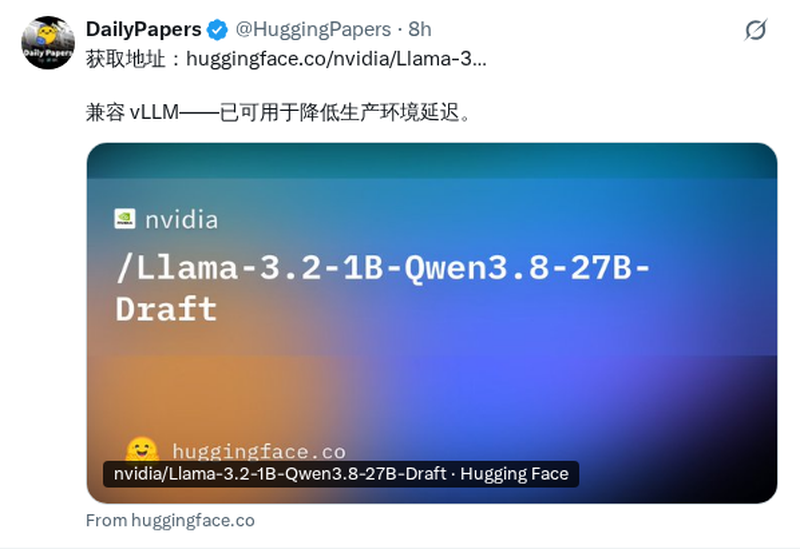 DailyPapers @HuggingPapers · 8h
获取地址：huggingface.co/nvidia/Llama-3...
兼容 vLLM——已可用于降低生产环境延迟。
nvidia
/Llama-3.2-1B-Qwen3.8-27B-
Draft
huggingface.co
nvidia/Llama-3.2-1B-Qwen3.8-27B-Draft · Hugging Face
From huggingface.co